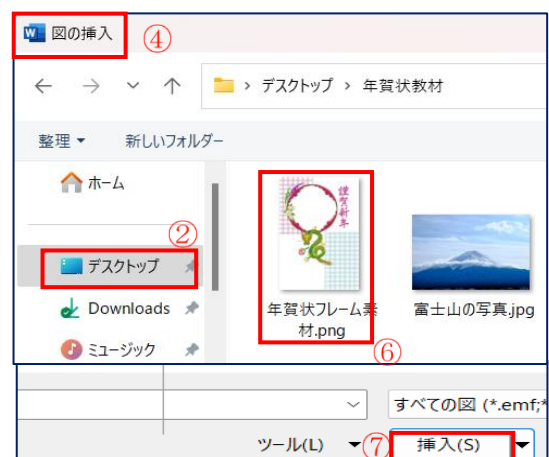 図の挿入 ④
デスクトップ 年賀状教材
整理 新しいフォルダー
ホーム
②
デスクトップ
Downloads
ミュージック
謹賀新年
年賀状フレーム素
材.png
富士山の写真.jpg
⑥
すべての図 (*.emf;*
ツール(L) ⑦ 挿入(S)